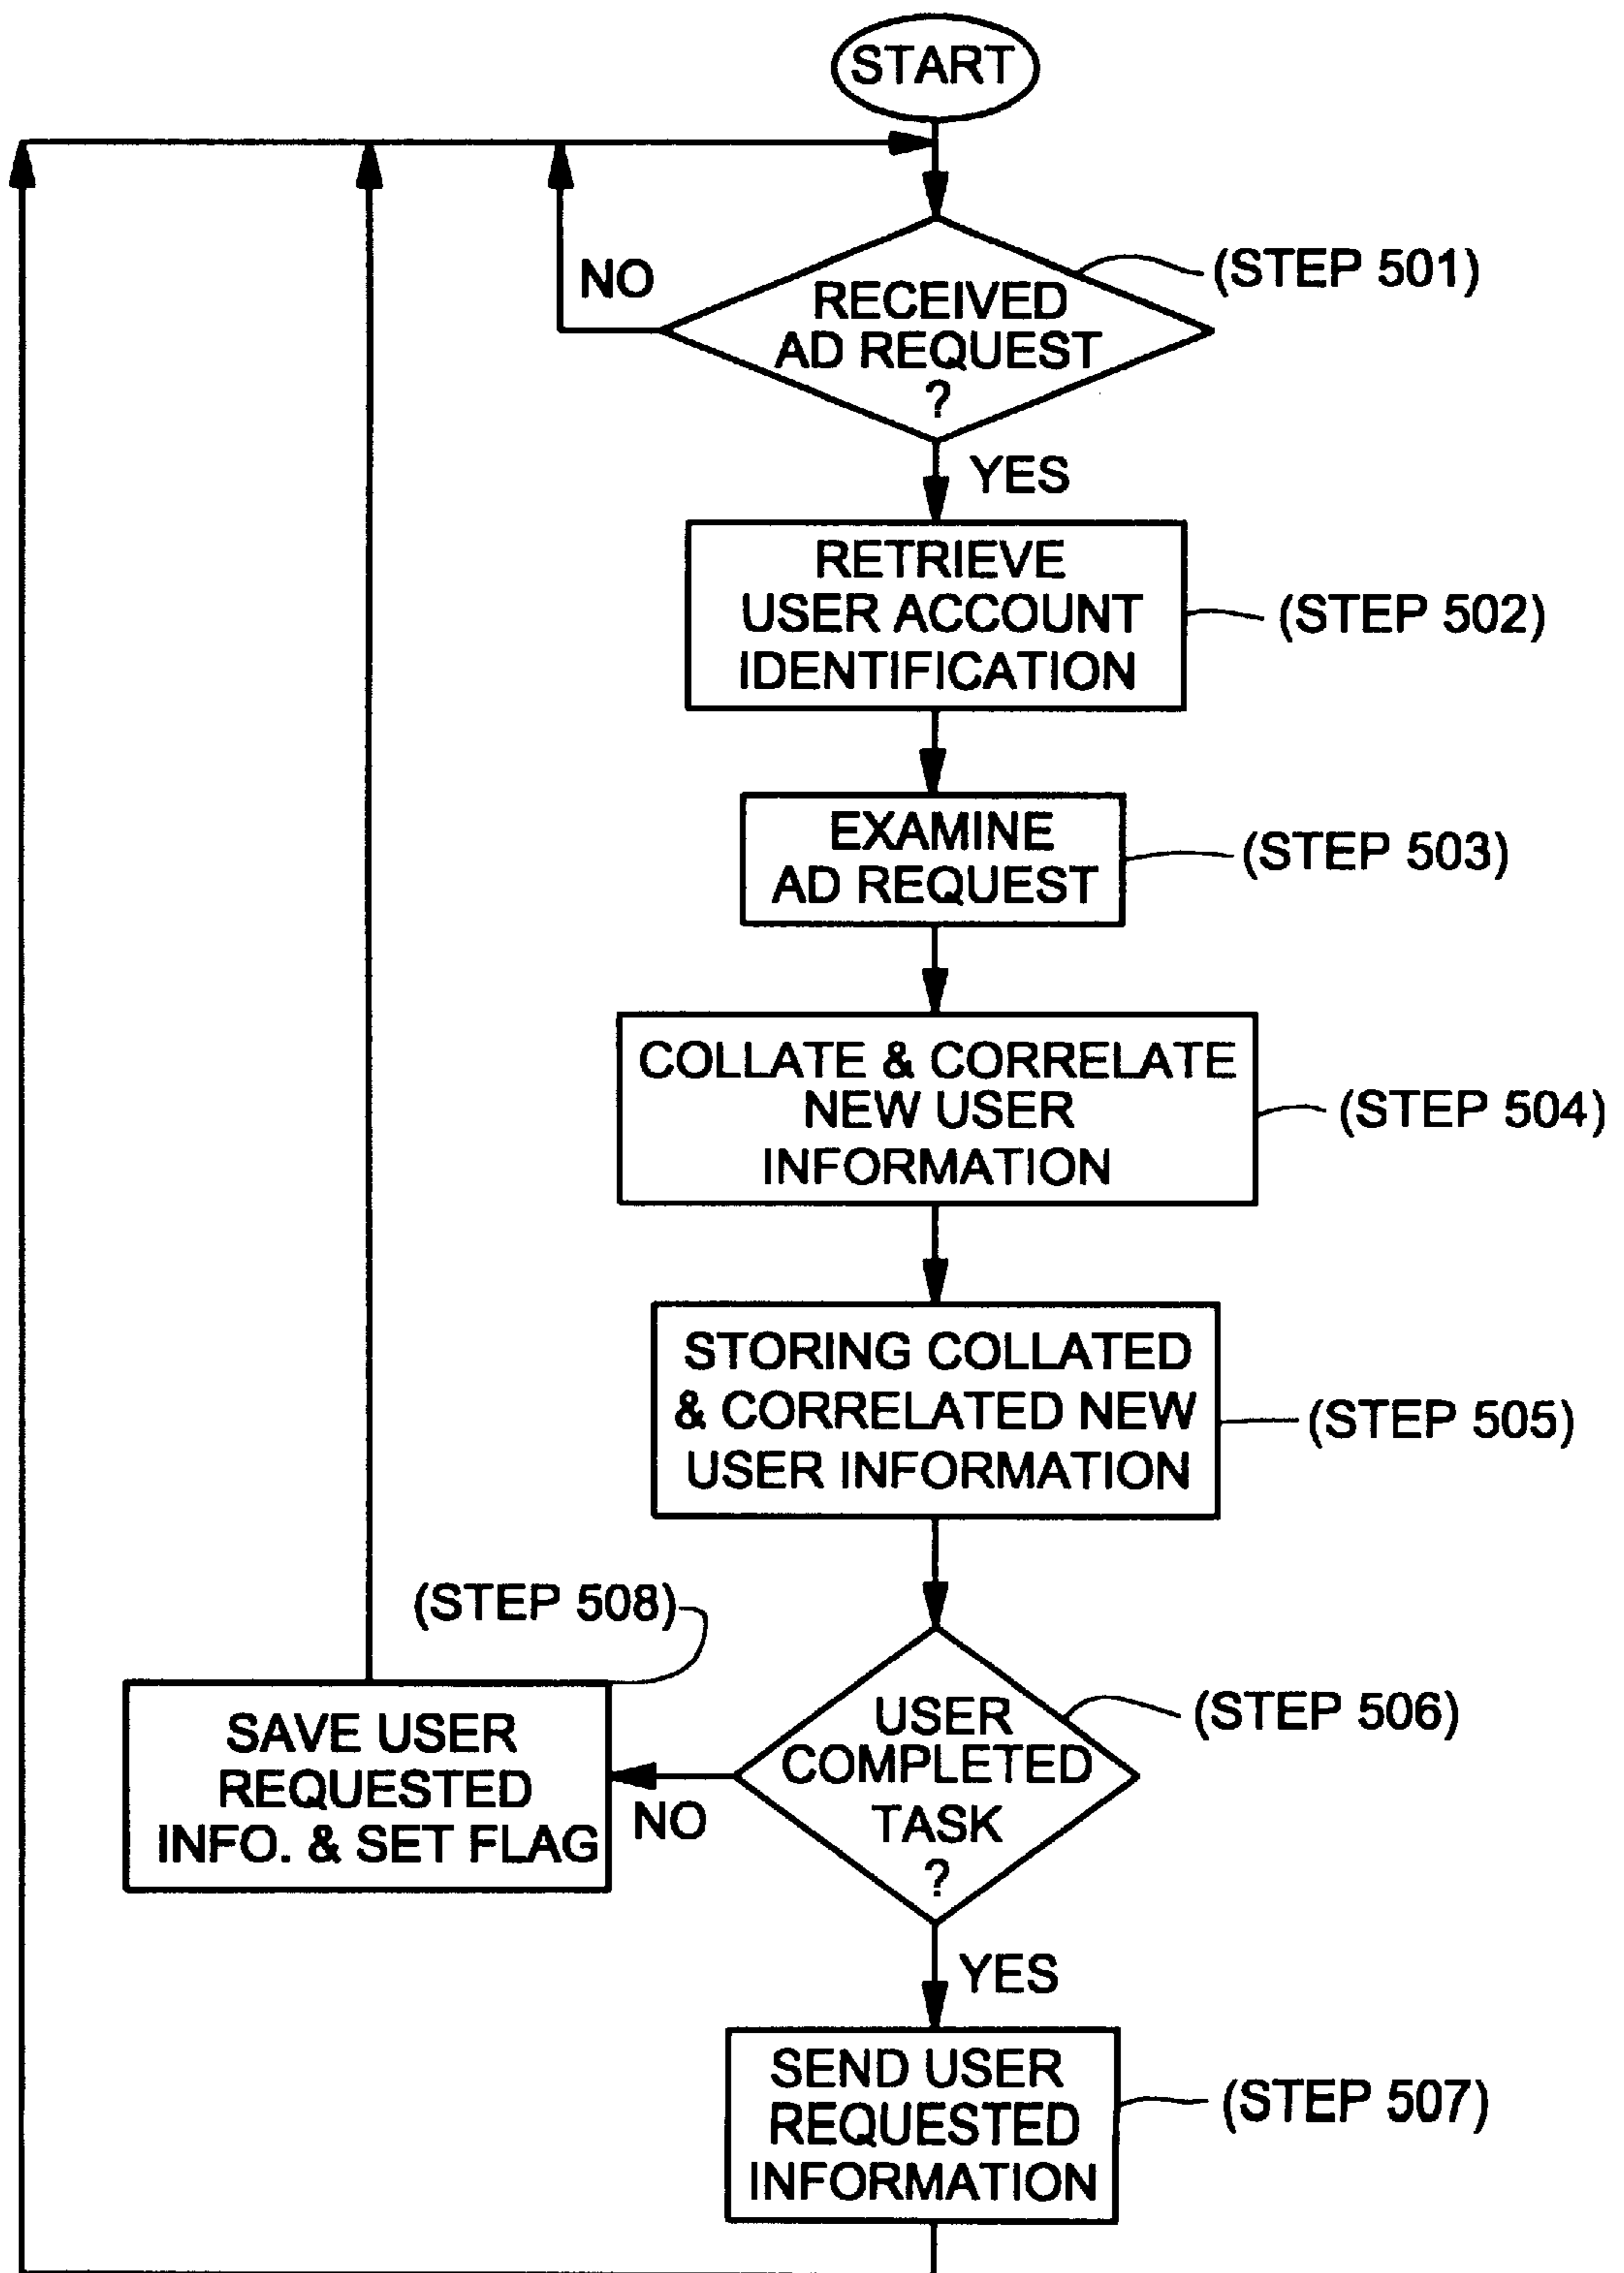 START
NO
(STEP 501)
RECEIVED
AD REQUEST
?
YES
RETRIEVE
USER ACCOUNT
IDENTIFICATION
(STEP 502)
EXAMINE
AD REQUEST
(STEP 503)
COLLATE & CORRELATE
NEW USER
INFORMATION
(STEP 504)
STORING COLLATED
& CORRELATED NEW
USER INFORMATION
(STEP 505)
(STEP 508)
SAVE USER
REQUESTED
INFO. & SET FLAG
NO
USER
COMPLETED
TASK
?
(STEP 506)
YES
SEND USER
REQUESTED
INFORMATION
(STEP 507)